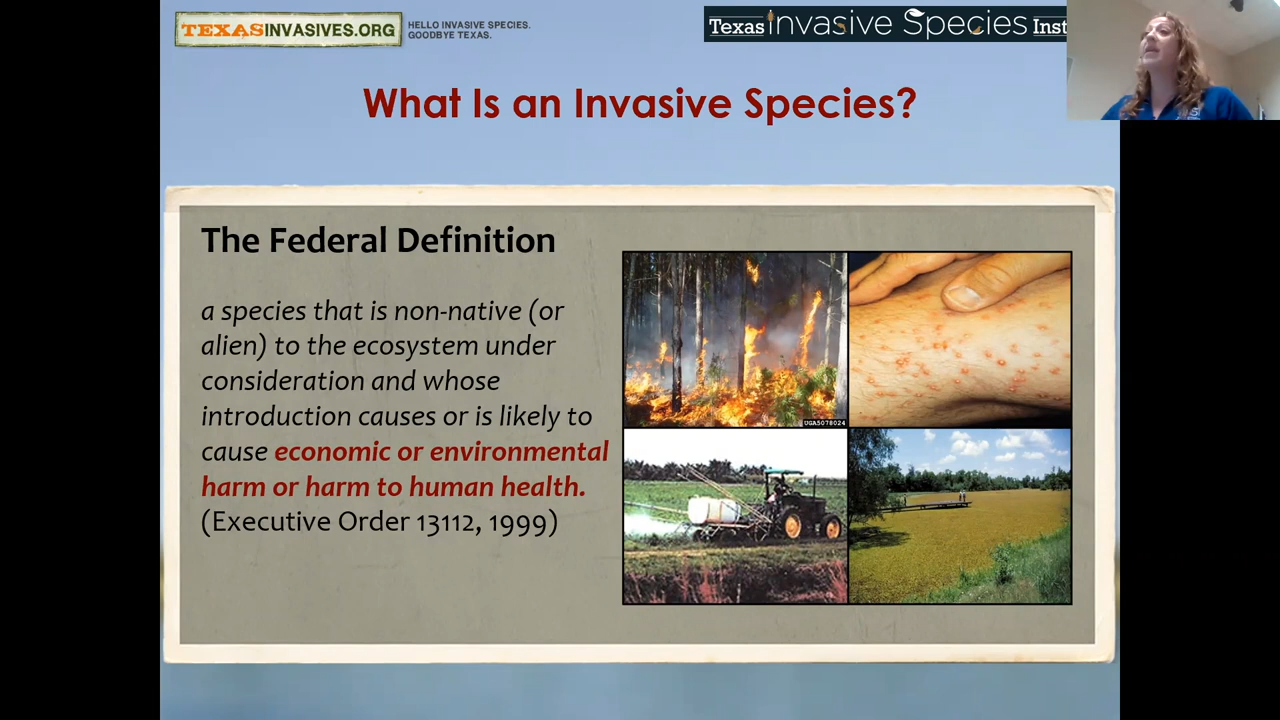 TEXASINVASIVES.ORG
HELLO INVASIVE SPECIES.
GOODBYE TEXAS.
Texas Invasive Species Inst
What Is an Invasive Species?
The Federal Definition
a species that is non-native (or
alien) to the ecosystem under
consideration and whose
introduction causes or is likely to
cause economic or environmental
harm or harm to human health.
(Executive Order 13112, 1999)
UGA5078024